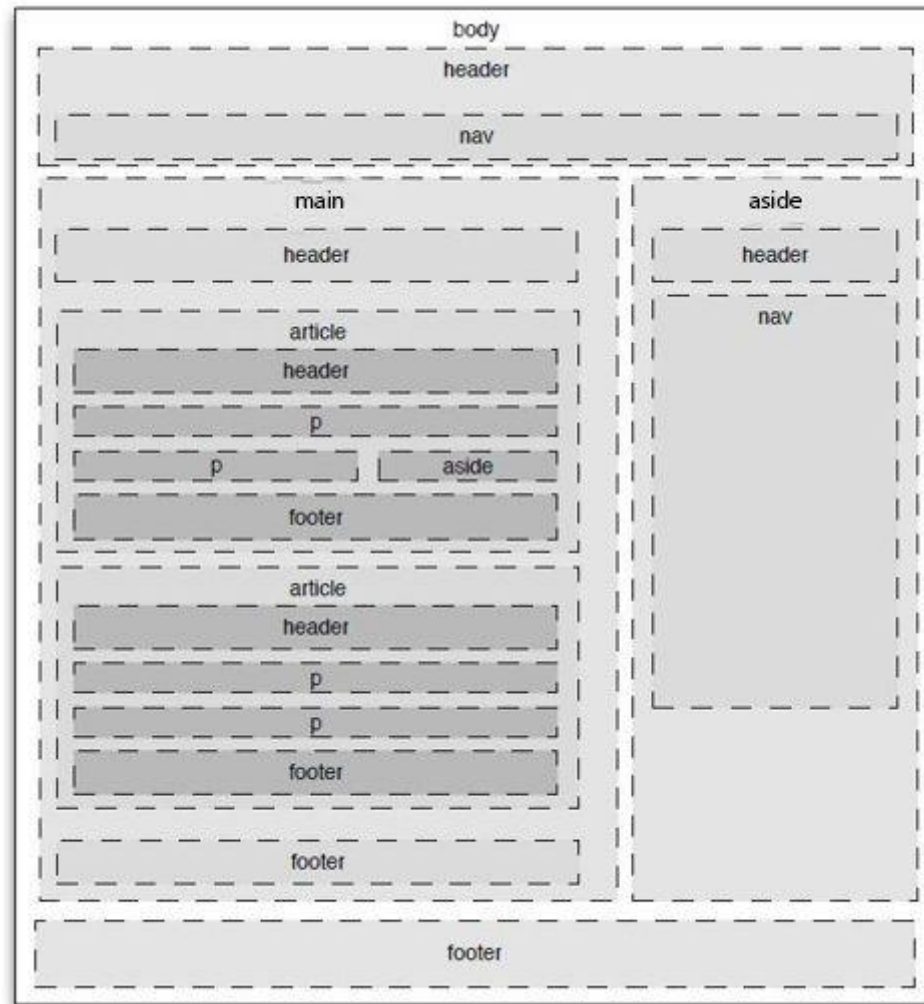 body
header
nav
main
header
article
header
p
p aside
footer
article
header
p
p
footer
footer
aside
header
nav
footer